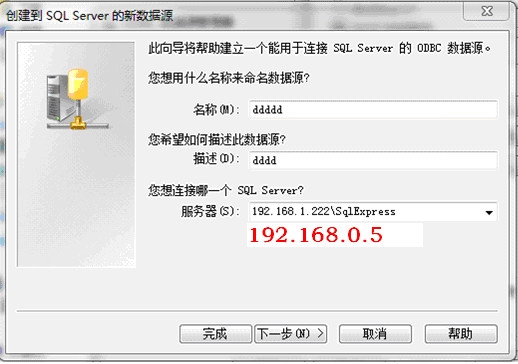 创建到 SQL Server 的新数据源
此向导将帮助建立一个能用于连接 SQL Server 的 ODBC 数据源。
您想用什么名称来命名数据源?
名称(M): ddddd
您希望如何描述此数据源?
描述(D): dddd
您想连接哪一个 SQL Server?
服务器(S): 192.168.1.222\SqlExpress
192.168.0.5
完成 下一步(N) > 取消 帮助